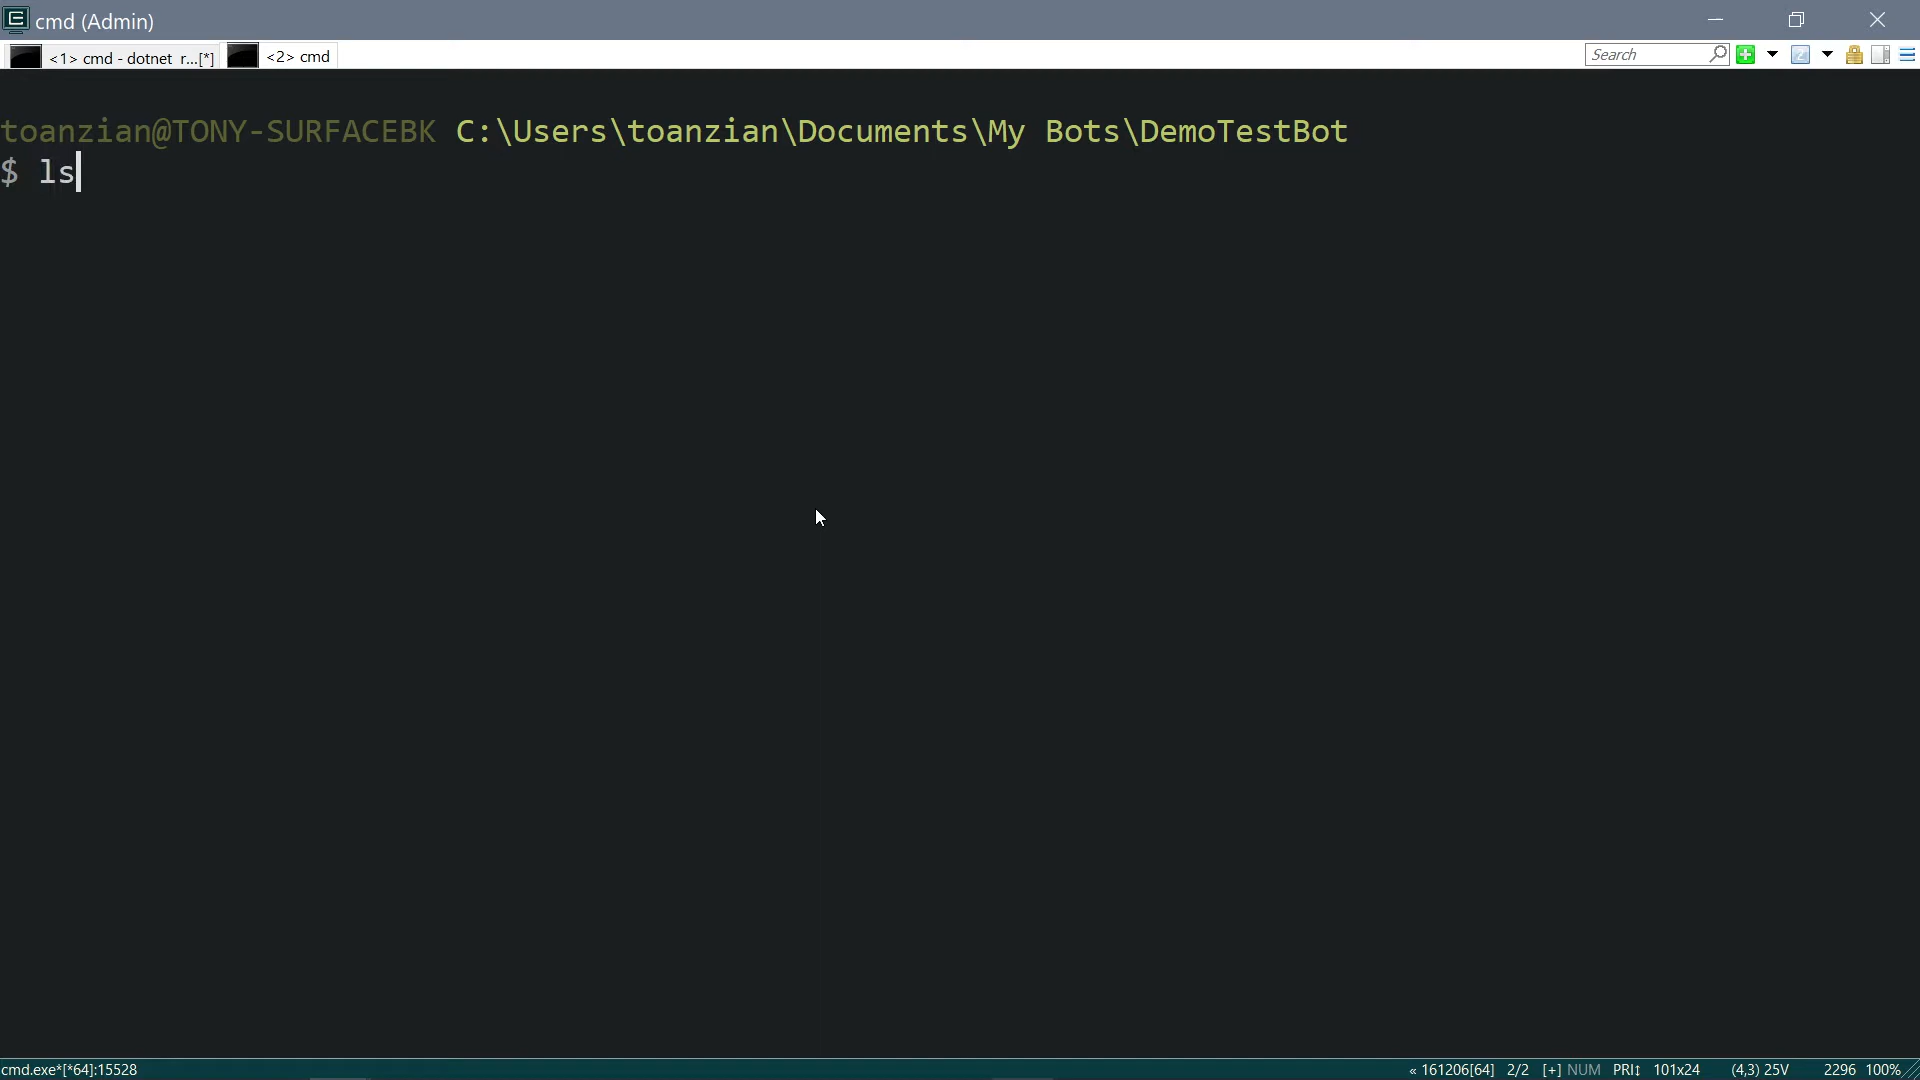 cmd (Admin)
<1> cmd - dotnet r...[*] <2> cmd Search
toanzian@TONY-SURFACEBK C:\Users\toanzian\Documents\My Bots\DemoTestBot
$ ls
cmd.exe*[*64]:15528 « 161206[64] 2/2 [+] NUM PRI↕ 101x24 (4,3) 25V 2296 100%